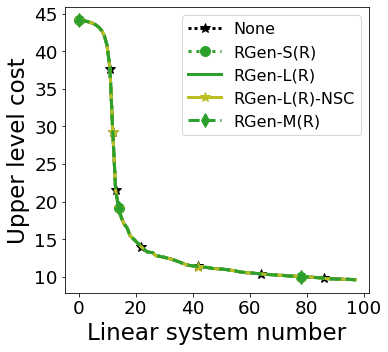 Upper level cost
45
40
35
30
25
20
15
10
None
RGen-S(R)
RGen-L(R)
RGen-L(R)-NSC
RGen-M(R)
0 20 40 60 80 100
Linear system number